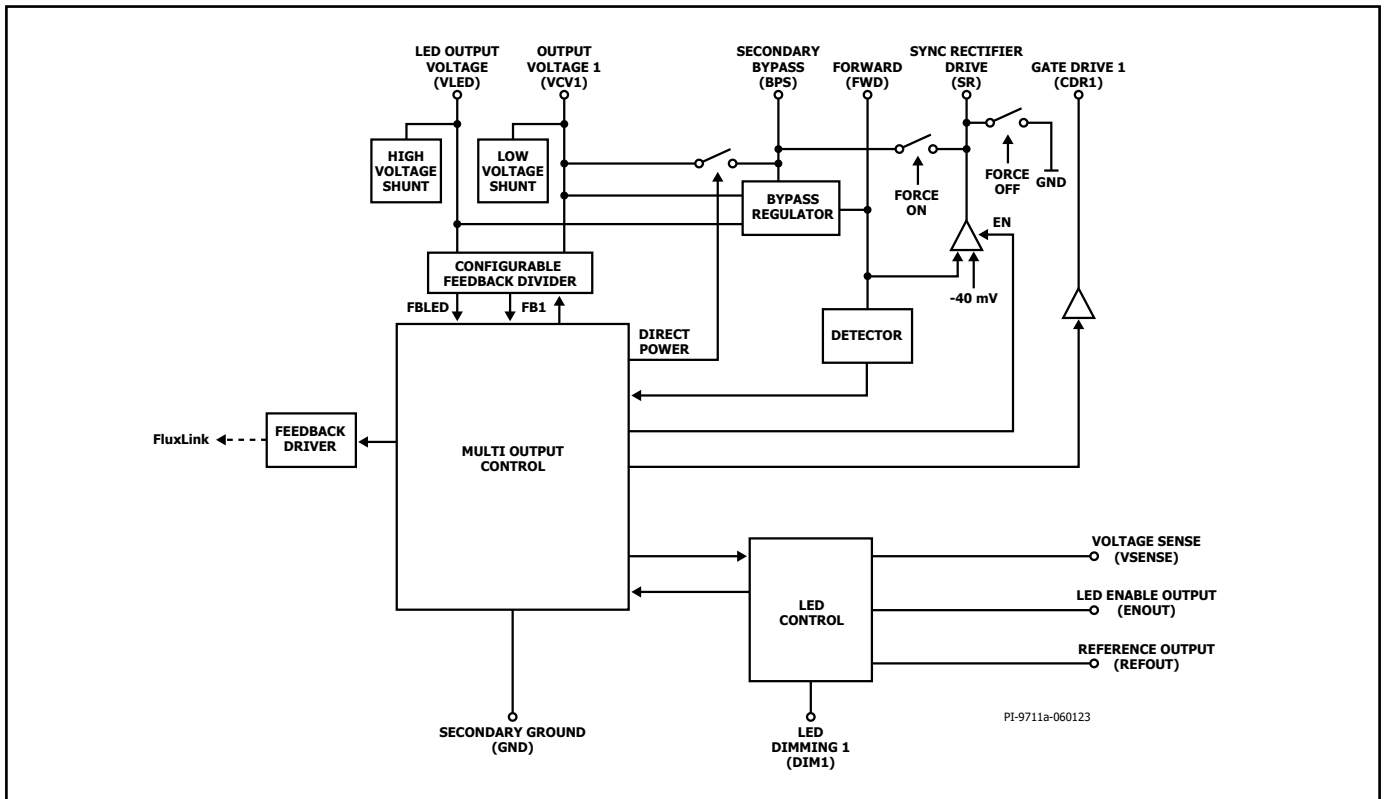 LED OUTPUT
VOLTAGE
(VLED)
OUTPUT
VOLTAGE 1
(VCV1)
SECONDARY
BYPASS
(BPS)
FORWARD
(FWD)
SYNC RECTIFIER
DRIVE
(SR)
GATE DRIVE 1
(CDR1)
HIGH
VOLTAGE
SHUNT
LOW
VOLTAGE
SHUNT
FORCE
ON
FORCE
OFF
GND
BYPASS
REGULATOR
EN
CONFIGURABLE
FEEDBACK DIVIDER
FBLED
FB1
-40 mV
DIRECT
POWER
DETECTOR
FluxLink
FEEDBACK
DRIVER
MULTI OUTPUT
CONTROL
VOLTAGE SENSE
(VSENSE)
LED ENABLE OUTPUT
(ENOUT)
LED
CONTROL
REFERENCE OUTPUT
(REFOUT)
SECONDARY GROUND
(GND)
LED
DIMMING 1
(DIM1)
PI-9711a-060123